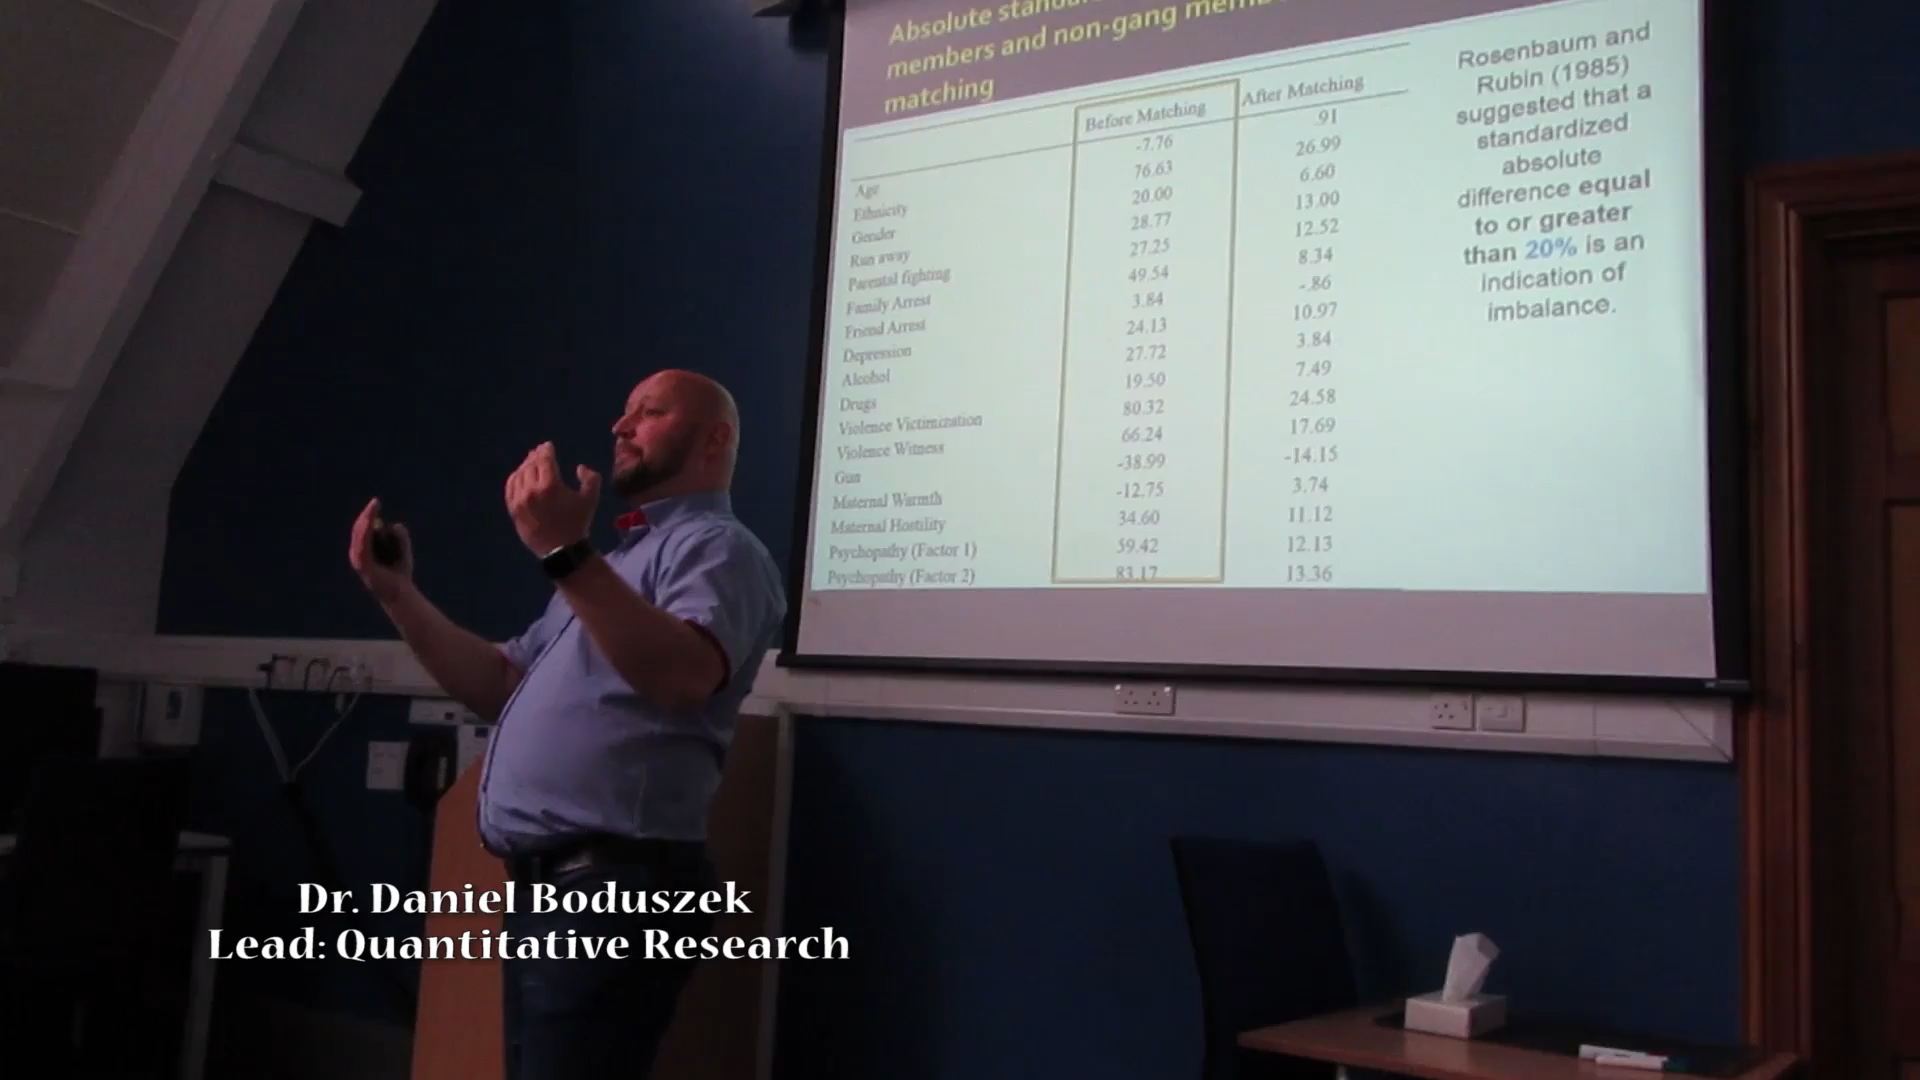 Absolute
members and non-gang
matching
Before Matching After Matching
Age -7.76 .91
Ethnicity 76.63 26.99
Gender 20.00 6.60
Run away 28.77 13.00
Parental fighting 27.25 12.52
Family Arrest 49.54 8.34
Friend Arrest 3.84 -.86
Depression 24.13 10.97
Alcohol 27.72 3.84
Drugs 19.50 7.49
Violence Victimization 80.32 24.58
Violence Witness 66.24 17.69
Gun -38.99 -14.15
Maternal Warmth -12.75 3.74
Maternal Hostility 34.60 11.12
Psychopathy (Factor 1) 59.42 12.13
Psychopathy (Factor 2) 83.17 13.36
Rosenbaum and
Rubin (1985)
suggested that a
standardized
absolute
difference equal
to or greater
than 20% is an
indication of
imbalance.
Dr. Daniel Boduszek
Lead: Quantitative Research